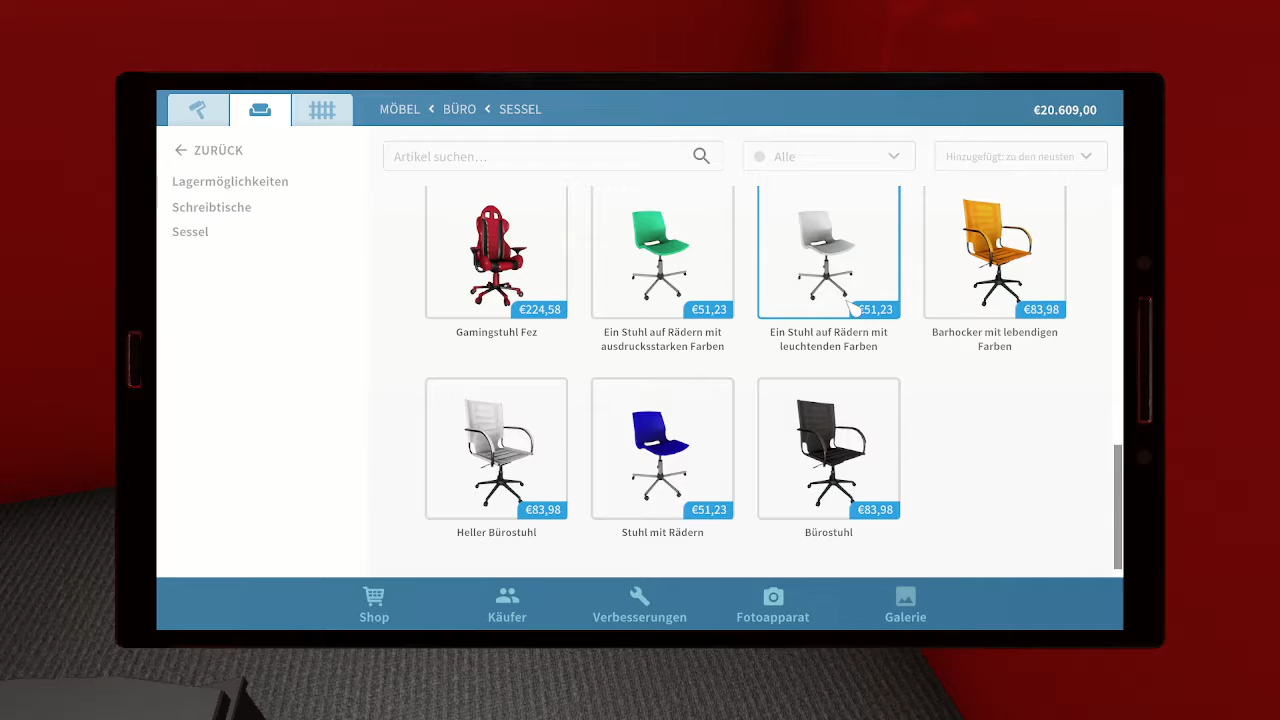 MÖBEL < BÜRO < SESSEL
€20.609,00
ZURÜCK
Artikel suchen...
Alle
Hinzugefügt: zu den neusten
Lagermöglichkeiten
Schreibtische
Sessel
€224,58
€51,23
€51,23
€83,98
Gamingstuhl Fez
Ein Stuhl auf Rädern mit
ausdrucksstarken Farben
Ein Stuhl auf Rädern mit
leuchtenden Farben
Barhocker mit lebendigen
Farben
€83,98
€51,23
€83,98
Heller Bürostuhl
Stuhl mit Rädern
Bürostuhl
Shop
Käufer
Verbesserungen
Fotoapparat
Galerie